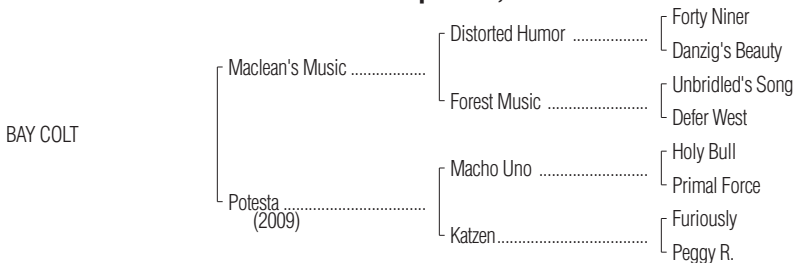 Forty Niner
Distorted Humor ..................
Danzig's Beauty
Maclean's Music ..................
Unbridled's Song
Forest Music ........................
Defer West
BAY COLT
Holy Bull
Macho Uno ..........................
Primal Force
Potesta ..................................
(2009)
Furiously
Katzen....................................
Peggy R.